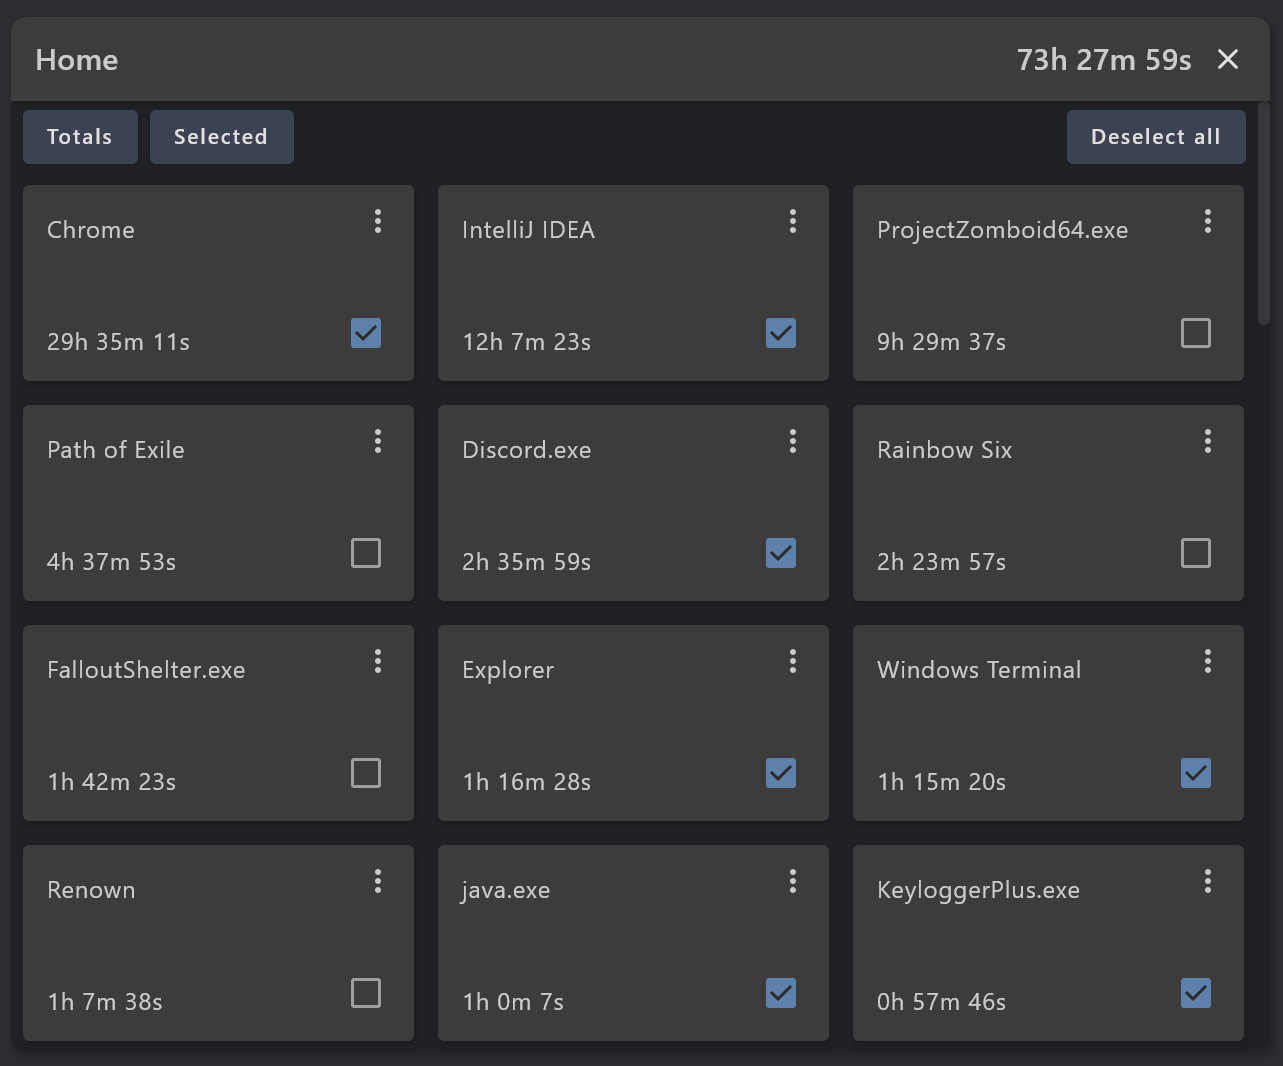 Home
73h 27m 59s
Totals
Selected
Deselect all
Chrome
29h 35m 11s
IntelliJ IDEA
12h 7m 23s
ProjectZomboid64.exe
9h 29m 37s
Path of Exile
4h 37m 53s
Discord.exe
2h 35m 59s
Rainbow Six
2h 23m 57s
FalloutShelter.exe
1h 42m 23s
Explorer
1h 16m 28s
Windows Terminal
1h 15m 20s
Renown
1h 7m 38s
java.exe
1h 0m 7s
KeyloggerPlus.exe
0h 57m 46s